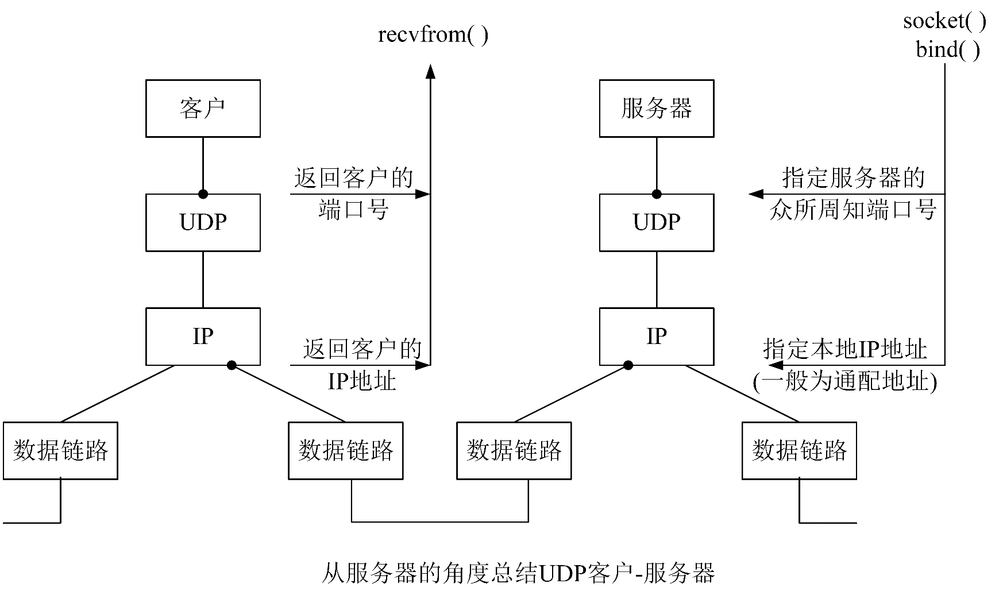 recvfrom( )
socket( )
bind( )
客户
服务器
返回客户的
端口号
指定服务器的
众所周知端口号
UDP
UDP
IP
IP
返回客户的
IP地址
指定本地IP地址
(一般为通配地址)
数据链路
数据链路
数据链路
数据链路
从服务器的角度总结UDP客户-服务器